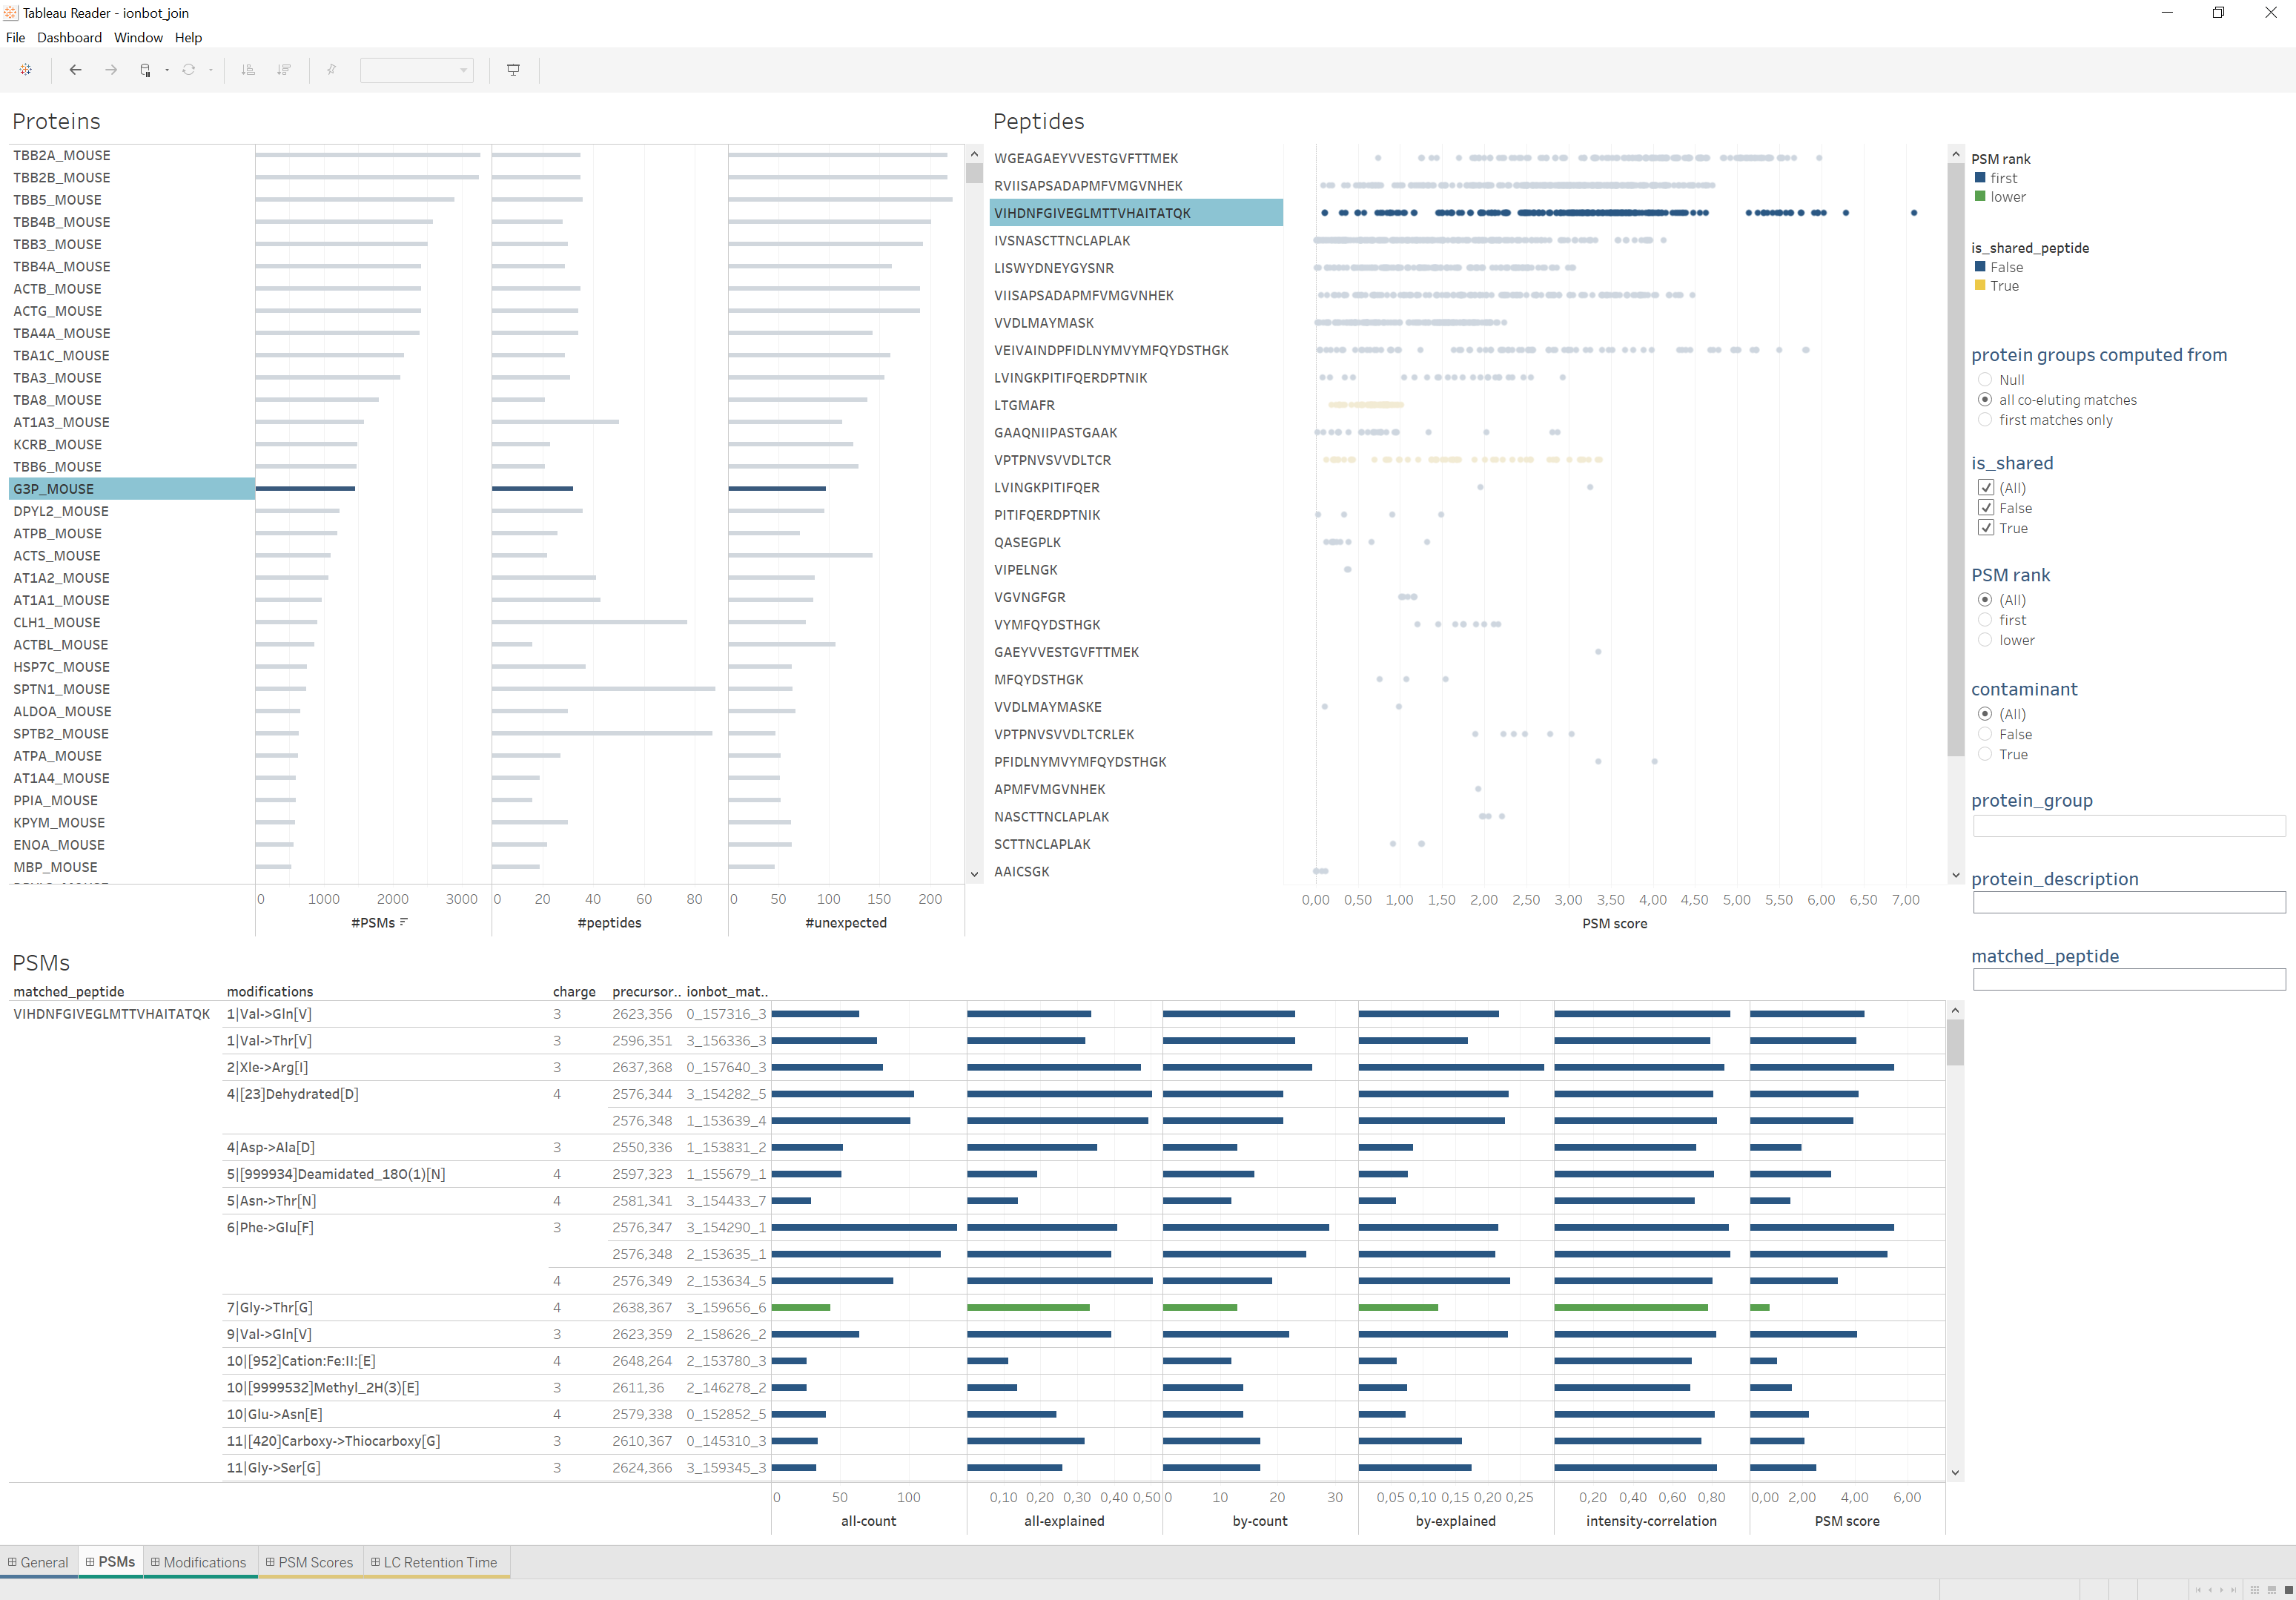 Tableau Reader - ionbot_join
File Dashboard Window Help
Proteins
TBB2A_MOUSE
TBB2B_MOUSE
TBB5_MOUSE
TBB4B_MOUSE
TBB3_MOUSE
TBB4A_MOUSE
ACTB_MOUSE
ACTG_MOUSE
TBA4A_MOUSE
TBA1C_MOUSE
TBA3_MOUSE
TBA8_MOUSE
AT1A3_MOUSE
KCRB_MOUSE
TBB6_MOUSE
G3P_MOUSE
DPYL2_MOUSE
ATPB_MOUSE
ACTS_MOUSE
AT1A2_MOUSE
AT1A1_MOUSE
CLH1_MOUSE
ACTBL_MOUSE
HSP7C_MOUSE
SPTN1_MOUSE
ALDOA_MOUSE
SPTB2_MOUSE
ATPA_MOUSE
AT1A4_MOUSE
PPIA_MOUSE
KPYM_MOUSE
ENOA_MOUSE
MBP_MOUSE
0 1000 2000 3000 0 20 40 60 80 0 50 100 150 200
#PSMs #peptides #unexpected
Peptides
WGEAGAEYVVESTGVFTTMEK
RVIISAPSADAPMFVMGVNHEK
VIHDNFGIVEGLMTTVHAITATQK
IVSNASCTTNCLAPLAK
LISWYDNEYGYSNR
VIISAPSADAPMFVMGVNHEK
VVDLMAYMASK
VEIVAINDPFIDLNYMVYMFQYDSTHGK
LVINGKPITIFQERDPTNIK
LTGMAFR
GAAQNIIPASTGAAK
VPTPNVSVVDLTCR
LVINGKPITIFQER
PITIFQERDPTNIK
QASEGPLK
VIPELNGK
VGVNGFGR
VYMFQYDSTHGK
GAEYVVESTGVFTTMEK
MFQYDSTHGK
VVDLMAYMASKE
VPTPNVSVVDLTCRLEK
PFIDLNYMVYMFQYDSTHGK
APMFVMGVNHEK
NASCTTNCLAPLAK
SCTTNCLAPLAK
AAICSGK
0,00 0,50 1,00 1,50 2,00 2,50 3,00 3,50 4,00 4,50 5,00 5,50 6,00 6,50 7,00
PSM score
PSM rank
first
lower
is_shared_peptide
False
True
protein groups computed from
Null
all co-eluting matches
first matches only
is_shared
(All)
False
True
PSM rank
(All)
first
lower
contaminant
(All)
False
True
protein_group
protein_description
matched_peptide
PSMs
matched_peptide modifications charge precursor.. ionbot_mat..
VIHDNFGIVEGLMTTVHAITATQK 1|Val->Gln[V] 3 2623,356 0_157316_3
1|Val->Thr[V] 3 2596,351 3_156336_3
2|Xle->Arg[I] 3 2637,368 0_157640_3
4|[23]Dehydrated[D] 4 2576,344 3_154282_5
2576,348 1_153639_4
4|Asp->Ala[D] 3 2550,336 1_153831_2
5|[999934]Deamidated_18O(1)[N] 4 2597,323 1_155679_1
5|Asn->Thr[N] 4 2581,341 3_154433_7
6|Phe->Glu[F] 3 2576,347 3_154290_1
2576,348 2_153635_1
4 2576,349 2_153634_5
7|Gly->Thr[G] 4 2638,367 3_159656_6
9|Val->Gln[V] 3 2623,359 2_158626_2
10|[952]Cation:Fe:II:[E] 4 2648,264 2_153780_3
10|[9999532]Methyl_2H(3)[E] 3 2611,36 2_146278_2
10|Glu->Asn[E] 4 2579,338 0_152852_5
11|[420]Carboxy->Thiocarboxy[G] 3 2610,367 0_145310_3
11|Gly->Ser[G] 3 2624,366 3_159345_3
0 50 100 0,10 0,20 0,30 0,40 0,50 0 10 20 30 0,05 0,10 0,15 0,20 0,25 0,20 0,40 0,60 0,80 0,00 2,00 4,00 6,00
all-count all-explained by-count by-explained intensity-correlation PSM score
General PSMs Modifications PSM Scores LC Retention Time